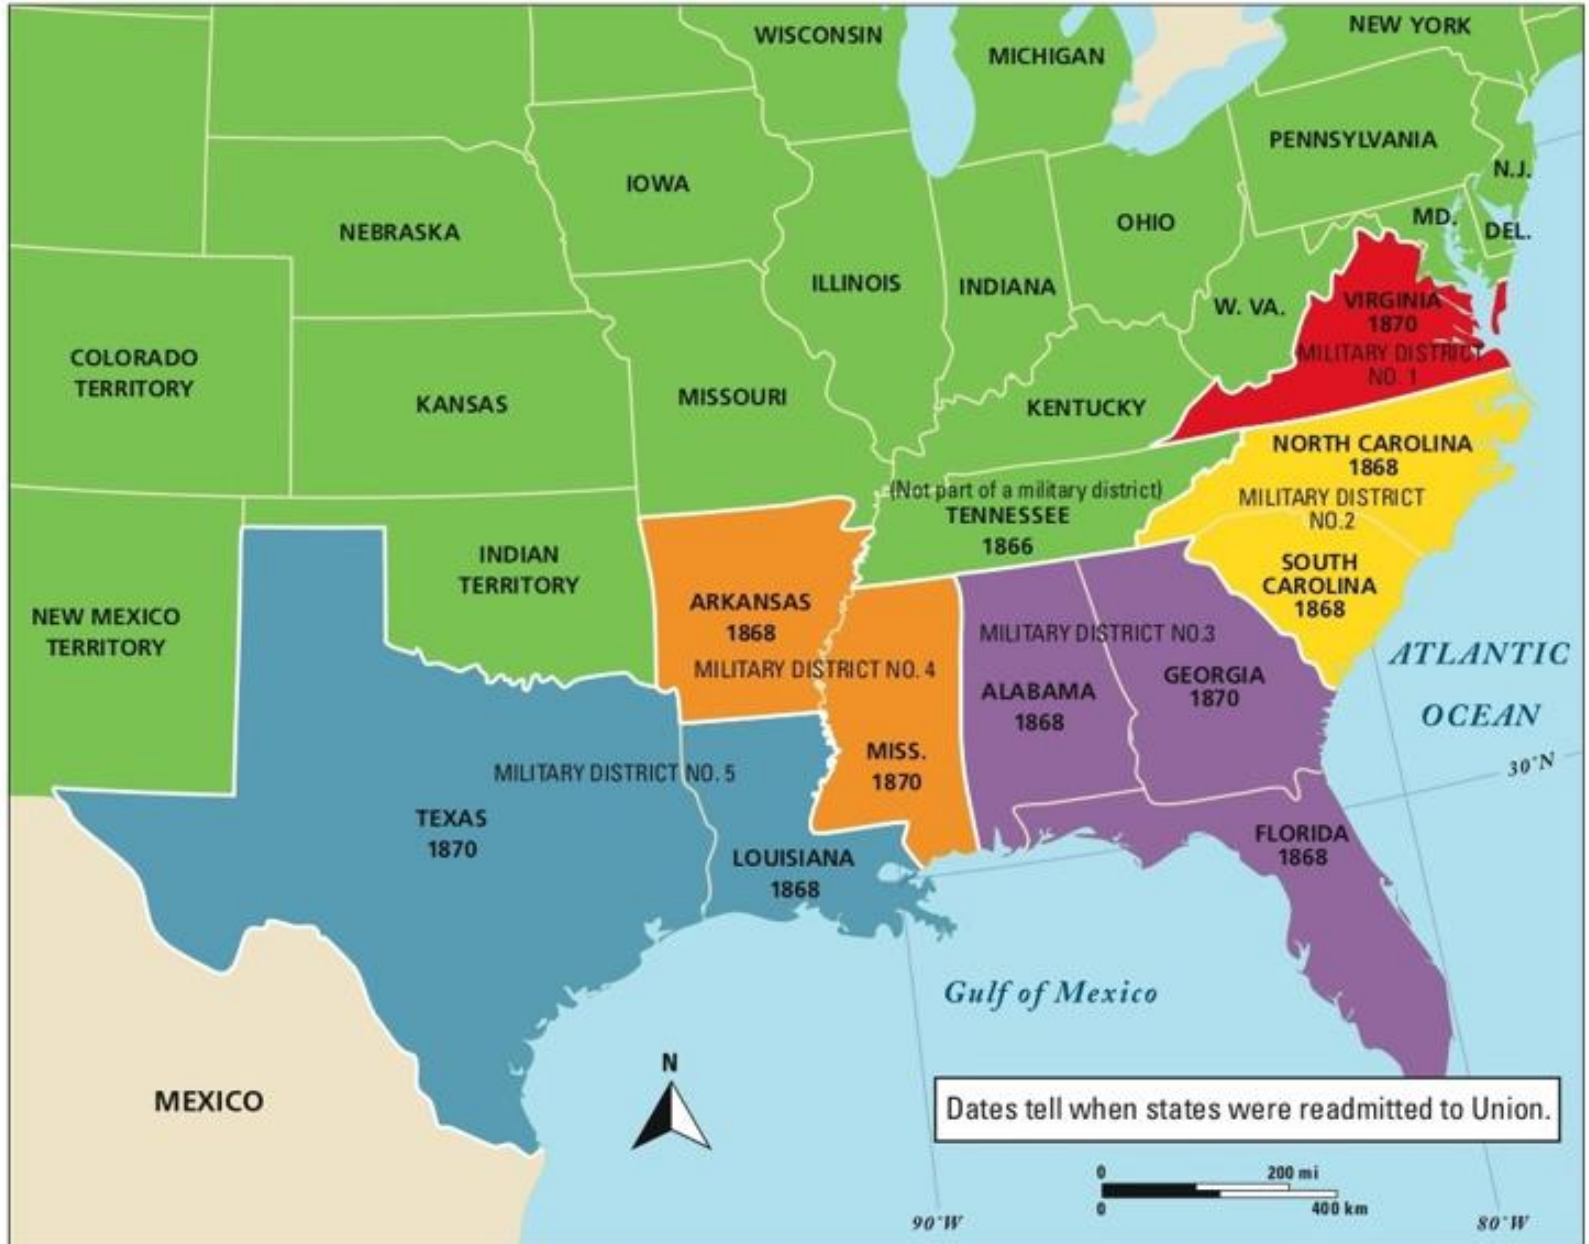 WISCONSIN
MICHIGAN
NEW YORK
PENNSYLVANIA
N.J.
IOWA
NEBRASKA
OHIO
MD.
DEL.
ILLINOIS
INDIANA
W. VA.
VIRGINIA
1870
MILITARY DISTRICT
NO. 1
COLORADO
TERRITORY
KANSAS
MISSOURI
KENTUCKY
NORTH CAROLINA
1868
MILITARY DISTRICT
NO.2
(Not part of a military district)
TENNESSEE
1866
SOUTH
CAROLINA
1868
INDIAN
TERRITORY
NEW MEXICO
TERRITORY
ARKANSAS
1868
MILITARY DISTRICT NO. 4
MISS.
1870
MILITARY DISTRICT NO.3
ALABAMA
1868
GEORGIA
1870
ATLANTIC
OCEAN
30°N
MILITARY DISTRICT NO. 5
TEXAS
1870
LOUISIANA
1868
FLORIDA
1868
Gulf of Mexico
MEXICO
N
Dates tell when states were readmitted to Union.
0 200 mi
0 400 km
90°W
80°W